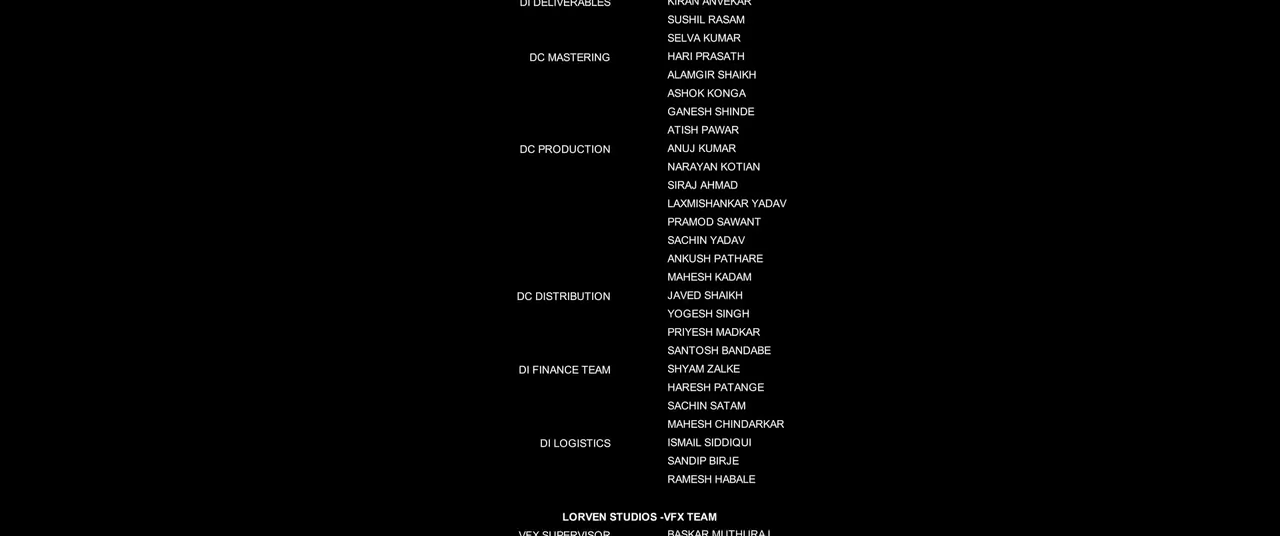 DI DELIVERABLES KIRAN ANVEKAR
SUSHIL RASAM
SELVA KUMAR
DC MASTERING HARI PRASATH
ALAMGIR SHAIKH
ASHOK KONGA
GANESH SHINDE
ATISH PAWAR
DC PRODUCTION ANUJ KUMAR
NARAYAN KOTIAN
SIRAJ AHMAD
LAXMISHANKAR YADAV
PRAMOD SAWANT
SACHIN YADAV
ANKUSH PATHARE
MAHESH KADAM
DC DISTRIBUTION JAVED SHAIKH
YOGESH SINGH
PRIYESH MADKAR
SANTOSH BANDABE
DI FINANCE TEAM SHYAM ZALKE
HARESH PATANGE
SACHIN SATAM
MAHESH CHINDARKAR
DI LOGISTICS ISMAIL SIDDIQUI
SANDIP BIRJE
RAMESH HABALE
LORVEN STUDIOS -VFX TEAM
VFX SUPERVISOR BASKAR MUTHURAJ